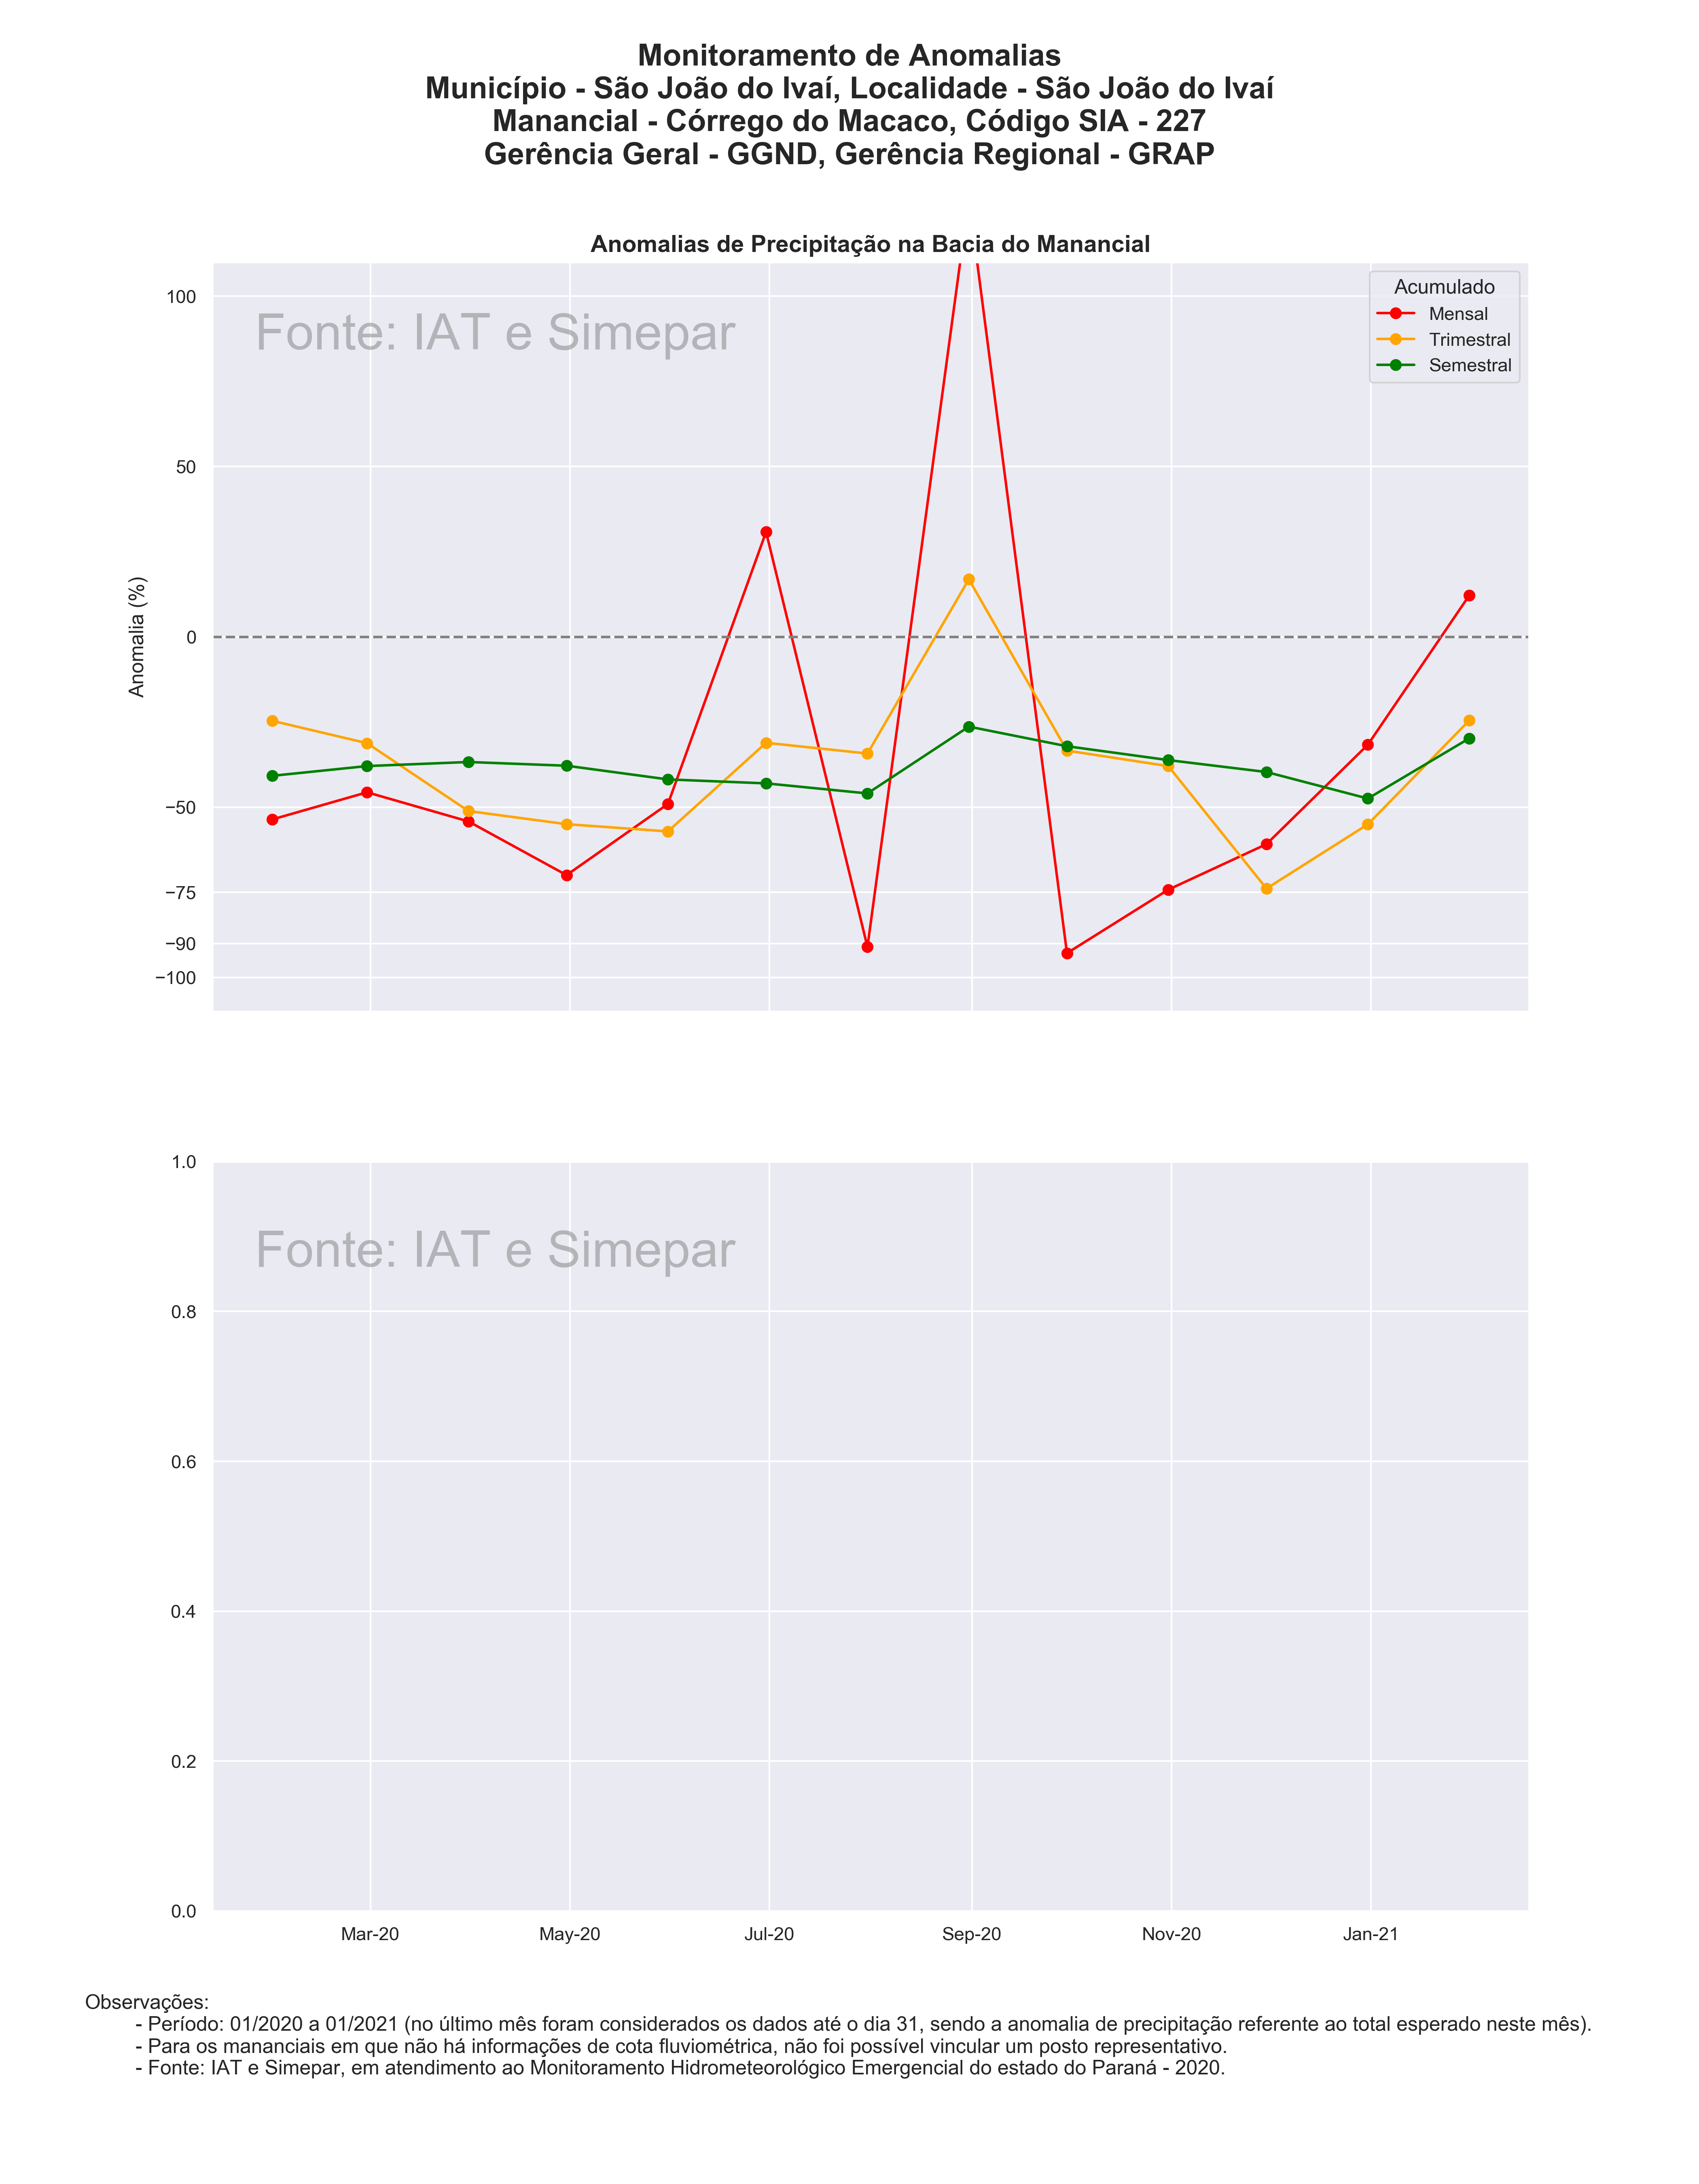 Monitoramento de Anomalias
Município - São João do Ivaí, Localidade - São João do Ivaí
Manancial - Córrego do Macaco, Código SIA - 227
Gerência Geral - GGND, Gerência Regional - GRAP
Anomalias de Precipitação na Bacia do Manancial
Fonte: IAT e Simepar
Acumulado
Mensal
Trimestral
Semestral
Anomalia (%)
100
50
0
−50
−75
−90
−100
Fonte: IAT e Simepar
1.0
0.8
0.6
0.4
0.2
0.0
Mar-20 May-20 Jul-20 Sep-20 Nov-20 Jan-21
Observações:
- Período: 01/2020 a 01/2021 (no último mês foram considerados os dados até o dia 31, sendo a anomalia de precipitação referente ao total esperado neste mês).
- Para os mananciais em que não há informações de cota fluviométrica, não foi possível vincular um posto representativo.
- Fonte: IAT e Simepar, em atendimento ao Monitoramento Hidrometeorológico Emergencial do estado do Paraná - 2020.